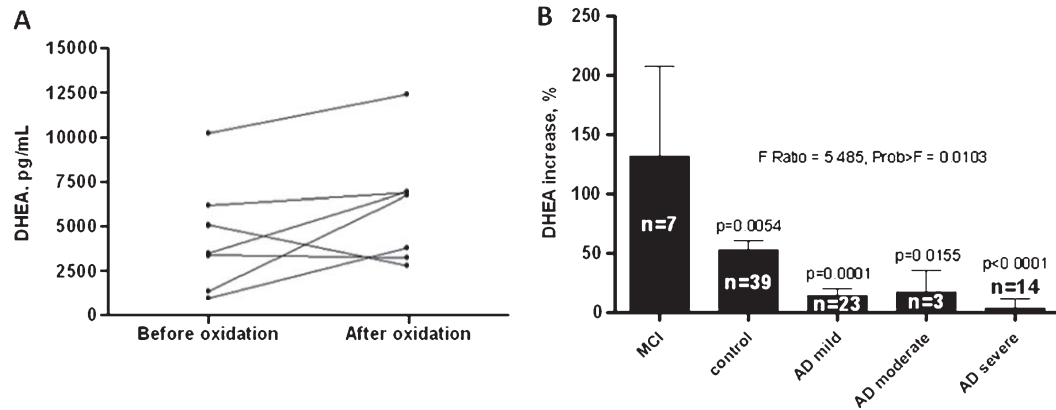 A
15000
12500
10000
7500
5000
2500
0
DHEA. pg/mL
Before oxidation
After oxidation
B
250
200
150
100
50
0
DHEA increase, %
F Ratio = 5 485, Prob>F = 0 0103
n=7
p=0 0054
n=39
p=0.0001
n=23
p=0 0155
n=3
p<0 0001
n=14
MCI
control
AD mild
AD moderate
AD severe